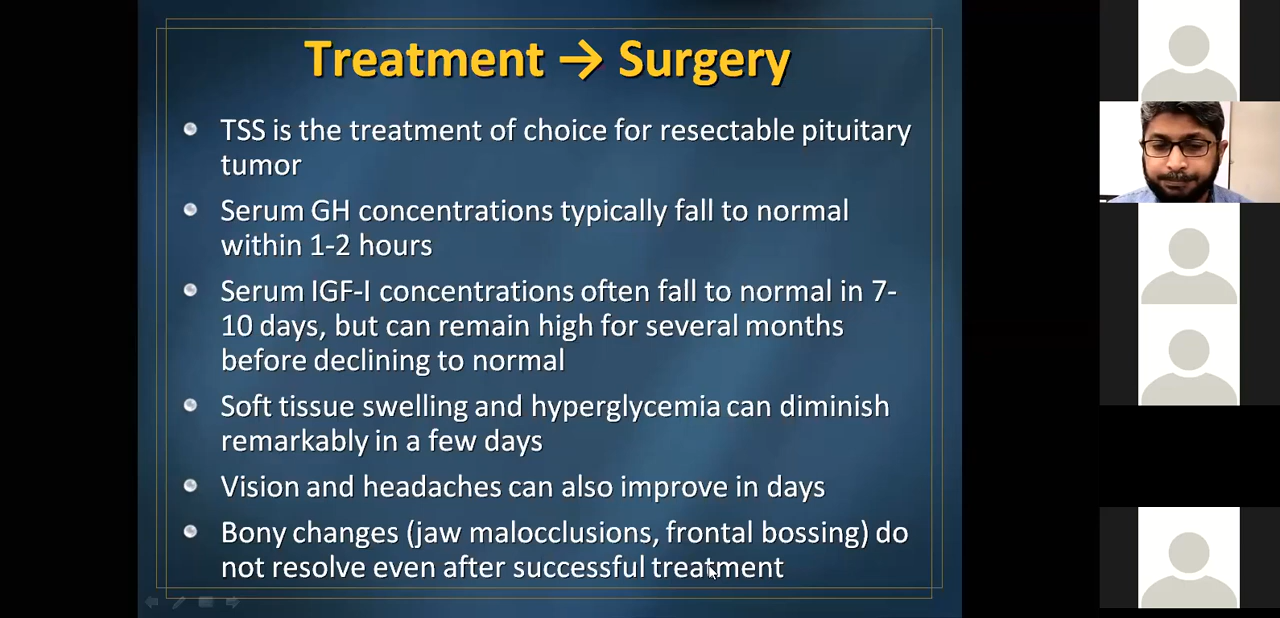 Treatment → Surgery
TSS is the treatment of choice for resectable pituitary
tumor
Serum GH concentrations typically fall to normal
within 1-2 hours
Serum IGF-I concentrations often fall to normal in 7-
10 days, but can remain high for several months
before declining to normal
Soft tissue swelling and hyperglycemia can diminish
remarkably in a few days
Vision and headaches can also improve in days
Bony changes (jaw malocclusions, frontal bossing) do
not resolve even after successful treatment